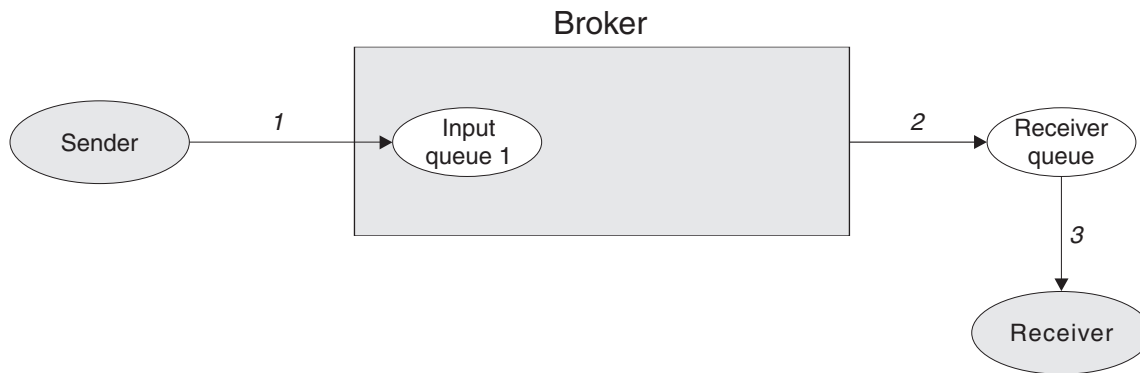 Broker
Sender
1
Input
queue 1
2
Receiver
queue
3
Receiver